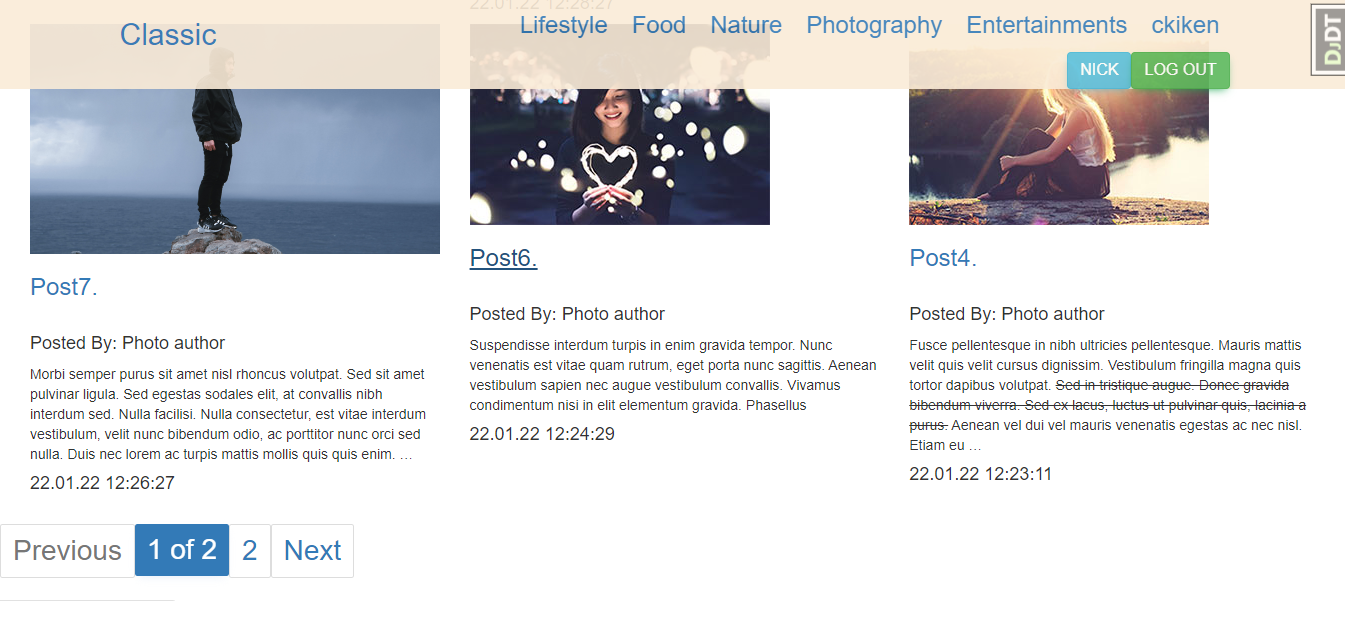 22.01.22 12:28:27
Classic
Lifestyle Food Nature Photography Entertainments ckiken
NICK LOG OUT
DjDT
Post7.
Posted By: Photo author
Morbi semper purus sit amet nisl rhoncus volutpat. Sed sit amet
pulvinar ligula. Sed egestas sodales elit, at convallis nibh
interdum sed. Nulla facilisi. Nulla consectetur, est vitae interdum
vestibulum, velit nunc bibendum odio, ac porttitor nunc orci sed
nulla. Duis nec lorem ac turpis mattis mollis quis quis enim. …
22.01.22 12:26:27
Post6.
Posted By: Photo author
Suspendisse interdum turpis in enim gravida tempor. Nunc
venenatis est vitae quam rutrum, eget porta nunc sagittis. Aenean
vestibulum sapien nec augue vestibulum convallis. Vivamus
condimentum nisi in elit elementum gravida. Phasellus
22.01.22 12:24:29
Post4.
Posted By: Photo author
Fusce pellentesque in nibh ultricies pellentesque. Mauris mattis
velit quis velit cursus dignissim. Vestibulum fringilla magna quis
tortor dapibus volutpat. Sed in tristique augue. Donec gravida
bibendum viverra. Sed ex lacus, luctus ut pulvinar quis, lacinia a
purus. Aenean vel dui vel mauris venenatis egestas ac nec nisl.
Etiam eu …
22.01.22 12:23:11
Previous 1 of 2 2 Next